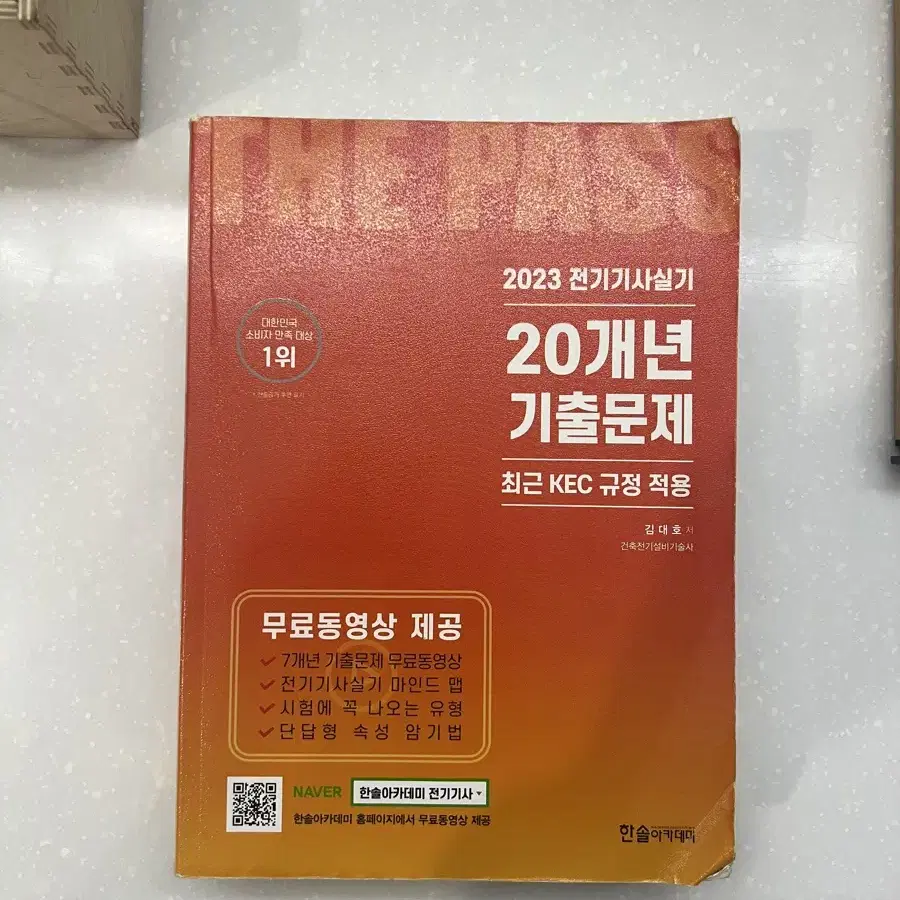 THE PASS
2023 전기기사실기
20개년
기출문제
최근 KEC 규정 적용
김대호 저
건축전기설비기술사
대한민국
소비자 만족 대상
1위
무료동영상 제공
7개년 기출문제 무료동영상
전기기사실기 마인드 맵
시험에 꼭 나오는 유형
단답형 속성 암기법
NAVER 한솔아카데미 전기기사
한솔아카데미 홈페이지에서 무료동영상 제공
한솔아카데미